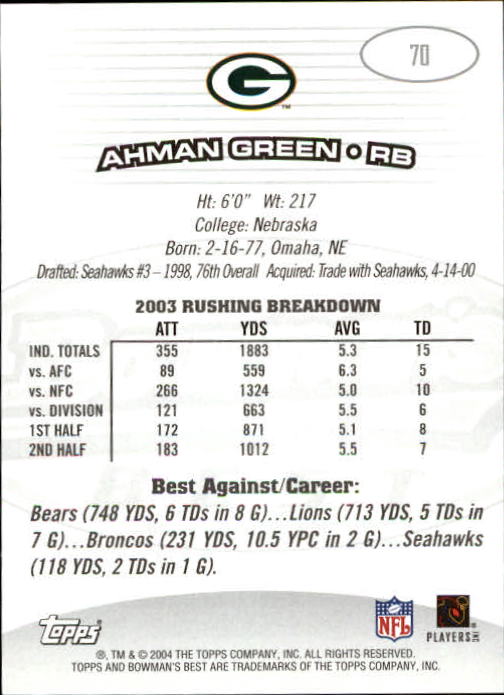 70
G
TM
AHMAN GREEN • RB
Ht: 6'0" Wt: 217
College: Nebraska
Born: 2-16-77, Omaha, NE
Drafted: Seahawks #3 – 1998, 76th Overall Acquired: Trade with Seahawks, 4-14-00
2003 RUSHING BREAKDOWN
ATT YDS AVG TD
IND. TOTALS 355 1883 5.3 15
vs. AFC 89 559 6.3 5
vs. NFC 266 1324 5.0 10
vs. DIVISION 121 663 5.5 6
1ST HALF 172 871 5.1 8
2ND HALF 183 1012 5.5 7
Best Against/Career:
Bears (748 YDS, 6 TDs in 8 G)...Lions (713 YDS, 5 TDs in
7 G)...Broncos (231 YDS, 10.5 YPC in 2 G)...Seahawks
(118 YDS, 2 TDs in 1 G).
Topps
NFL
PLAYERS INC
®, TM & © 2004 THE TOPPS COMPANY, INC. ALL RIGHTS RESERVED.
TOPPS AND BOWMAN'S BEST ARE TRADEMARKS OF THE TOPPS COMPANY, INC.